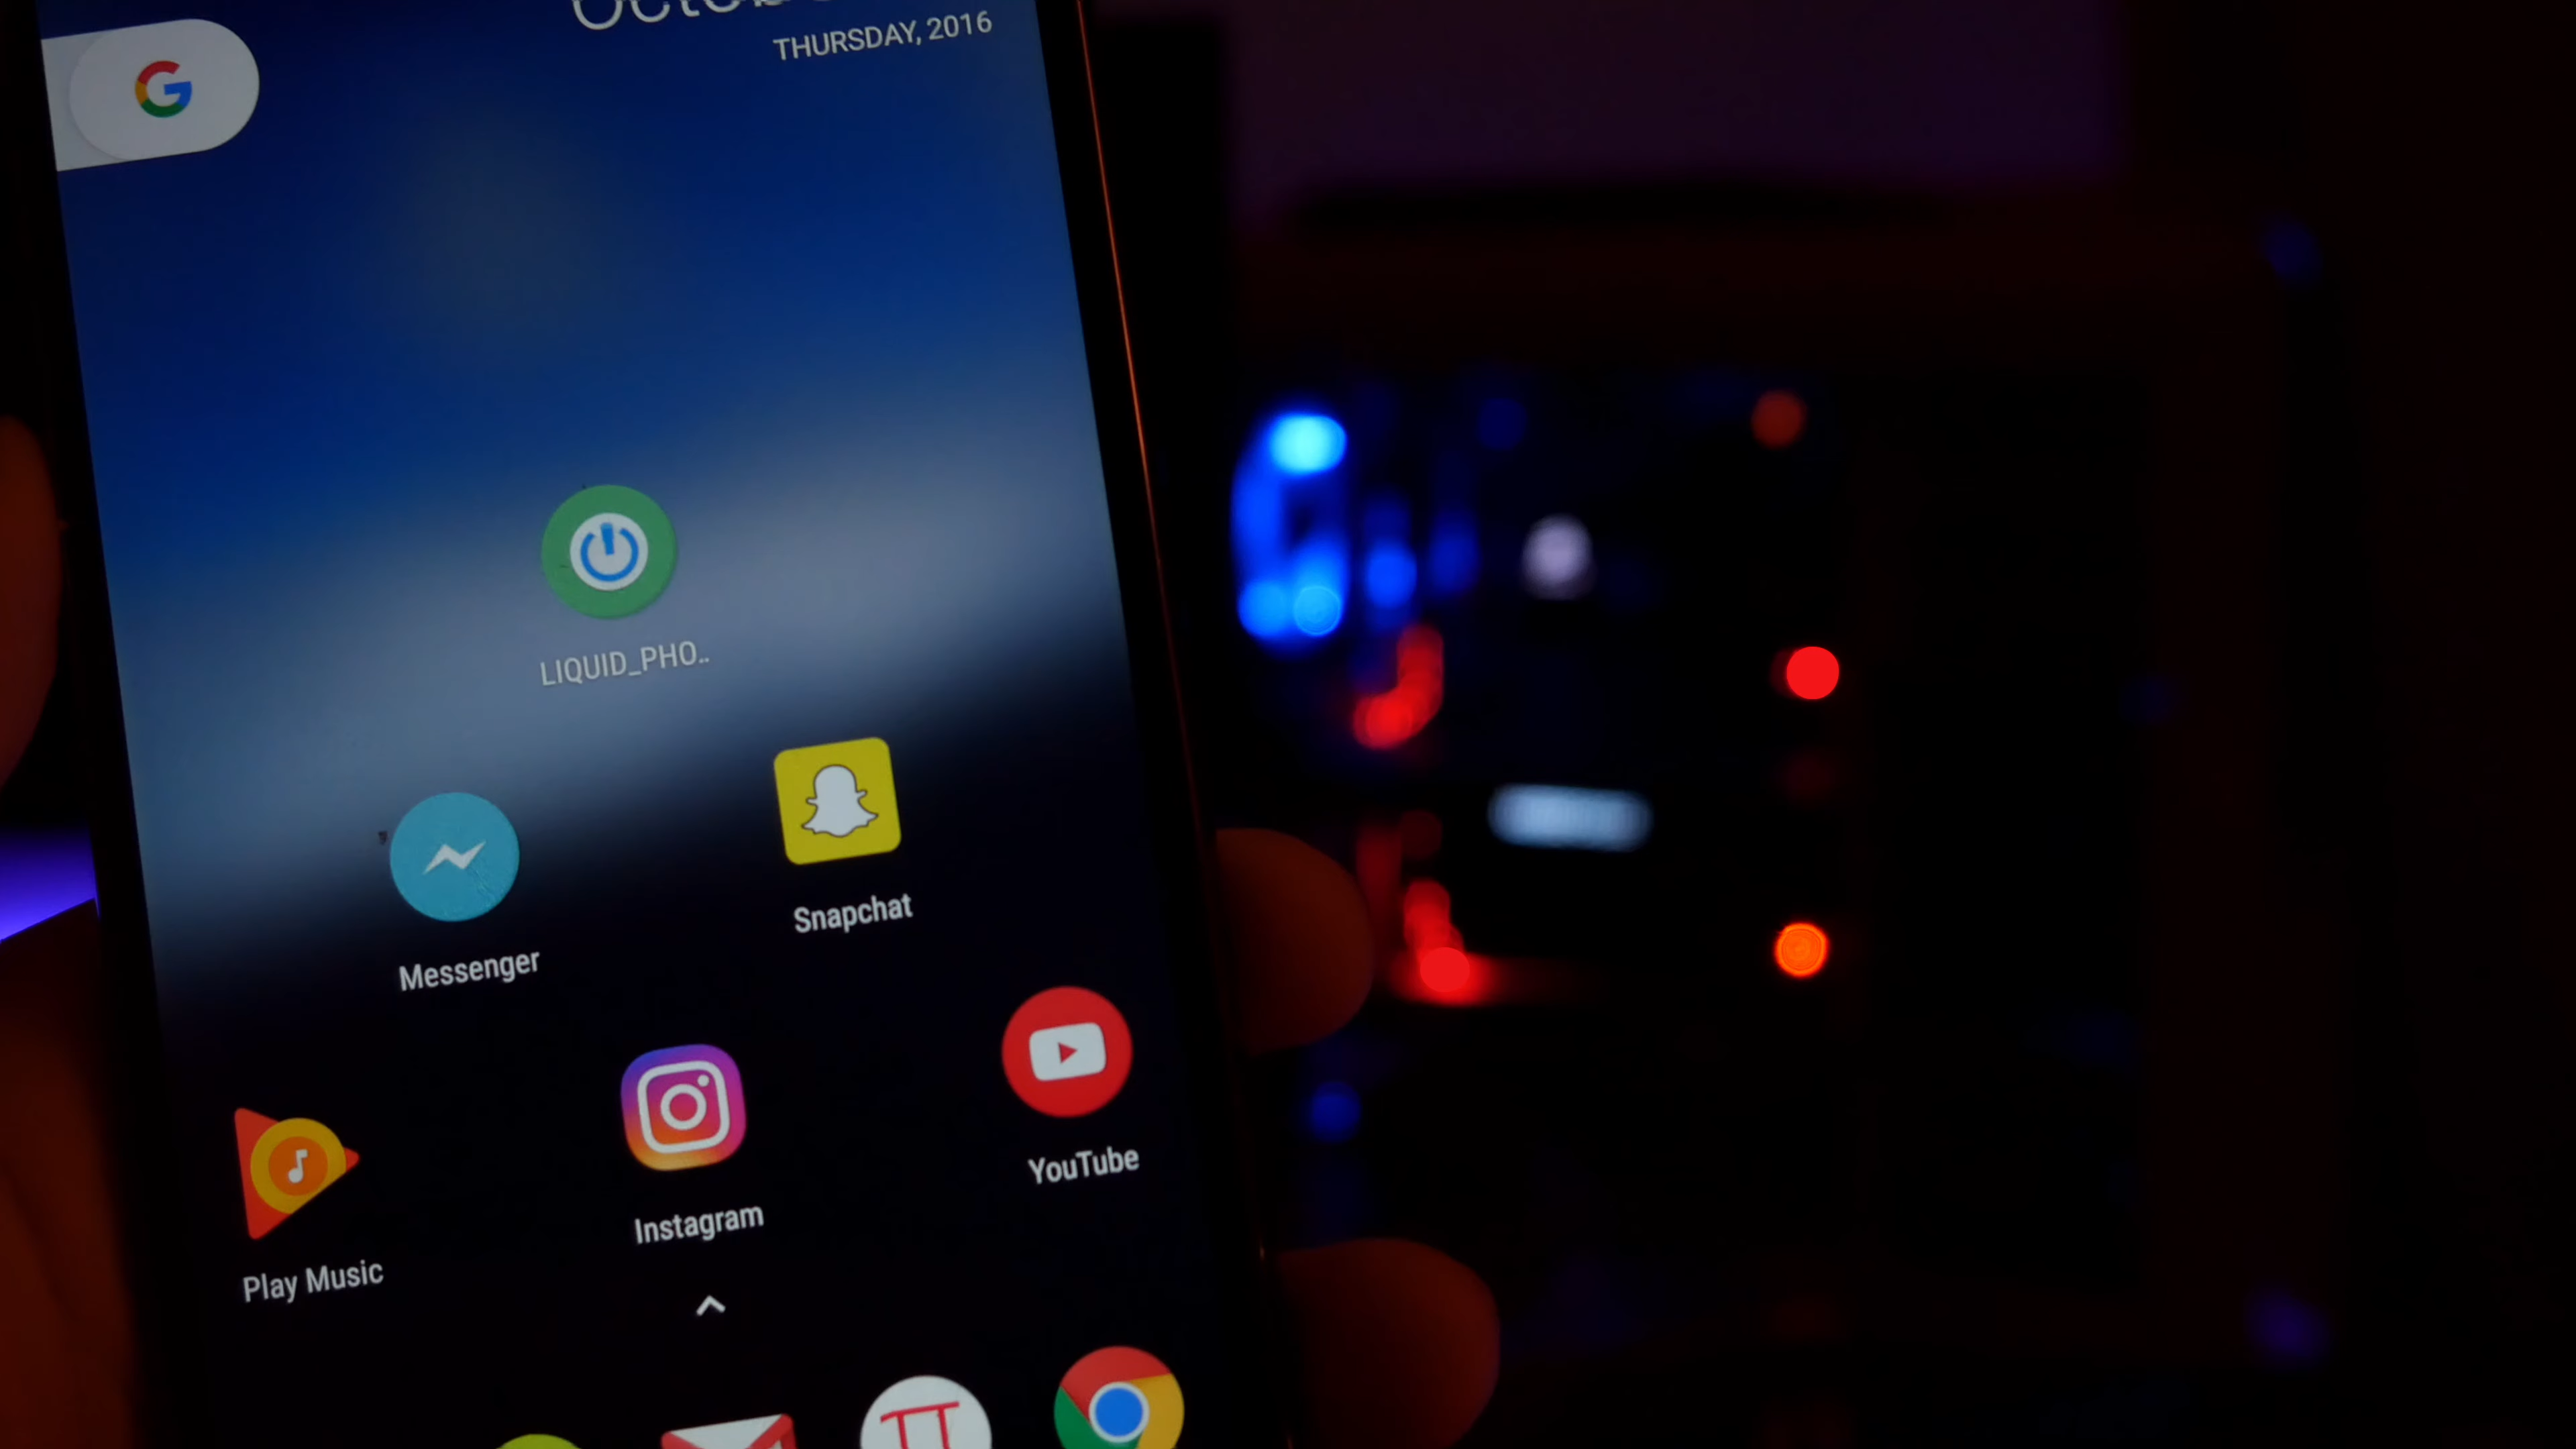 THURSDAY, 2016
G
LIQUID_PHO..
Snapchat
Messenger
YouTube
Instagram
Play Music